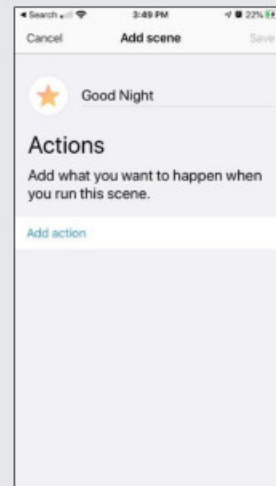 Search
3:49 PM
22%
Cancel
Add scene
Save
Good Night
Actions
Add what you want to happen when
you run this scene.
Add action